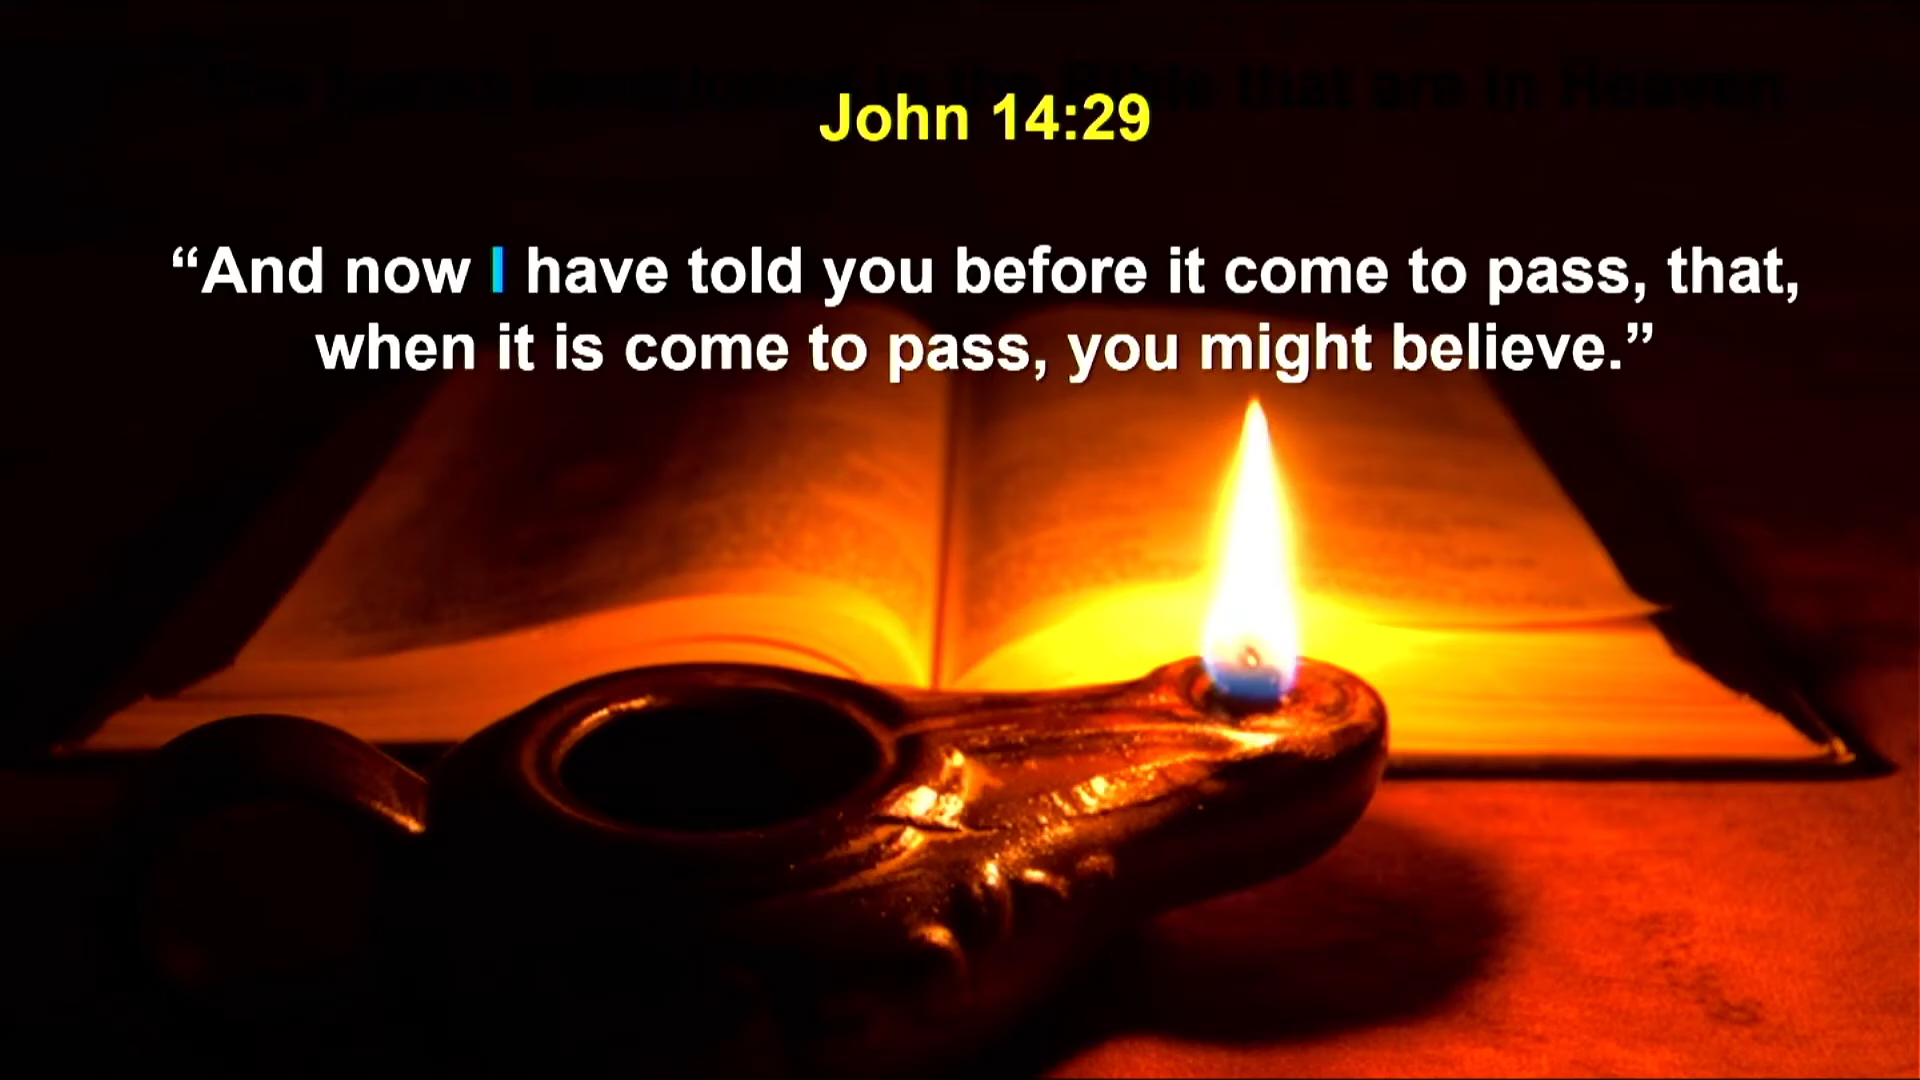 John 14:29
“And now I have told you before it come to pass, that,
when it is come to pass, you might believe.”